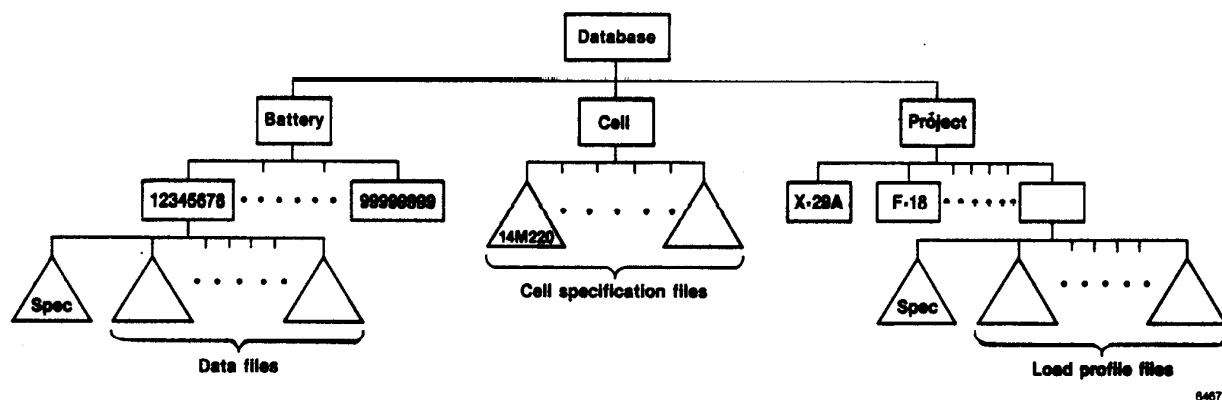 Database
Battery
Cell
Project
12345678
99999999
X-29A
F-18
14M220
Spec
Cell specification files
Spec
Data files
Load profile files
8467